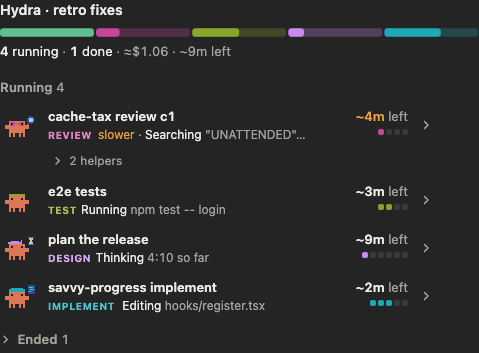 Hydra · retro fixes
4 running · 1 done · ≈$1.06 · ~9m left
Running 4
cache-tax review c1
~4m left
REVIEW slower · Searching "UNATTENDED"…
2 helpers
e2e tests
~3m left
TEST Running npm test -- login
plan the release
~9m left
DESIGN Thinking 4:10 so far
savvy-progress implement
~2m left
IMPLEMENT Editing hooks/register.tsx
Ended 1